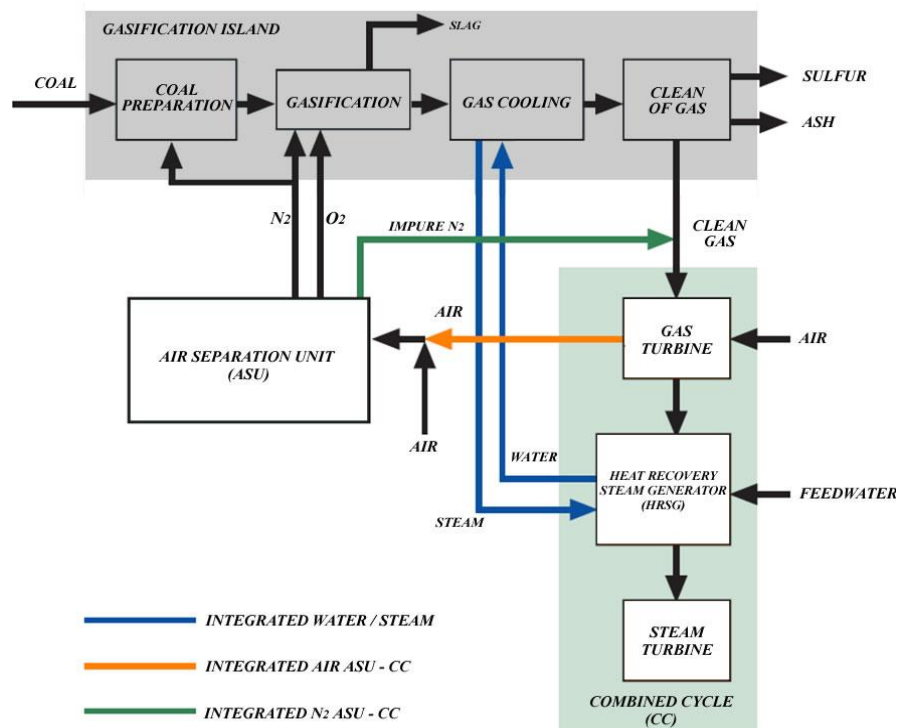 GASIFICATION ISLAND
SLAG
COAL
COAL
PREPARATION
GASIFICATION
GAS COOLING
CLEAN
OF GAS
SULFUR
ASH
N2
O2
IMPURE N2
CLEAN
GAS
AIR SEPARATION UNIT
(ASU)
AIR
GAS
TURBINE
AIR
AIR
WATER
HEAT RECOVERY
STEAM GENERATOR
(HRSG)
FEEDWATER
STEAM
INTEGRATED WATER / STEAM
STEAM
TURBINE
INTEGRATED AIR ASU - CC
INTEGRATED N2 ASU - CC
COMBINED CYCLE
(CC)